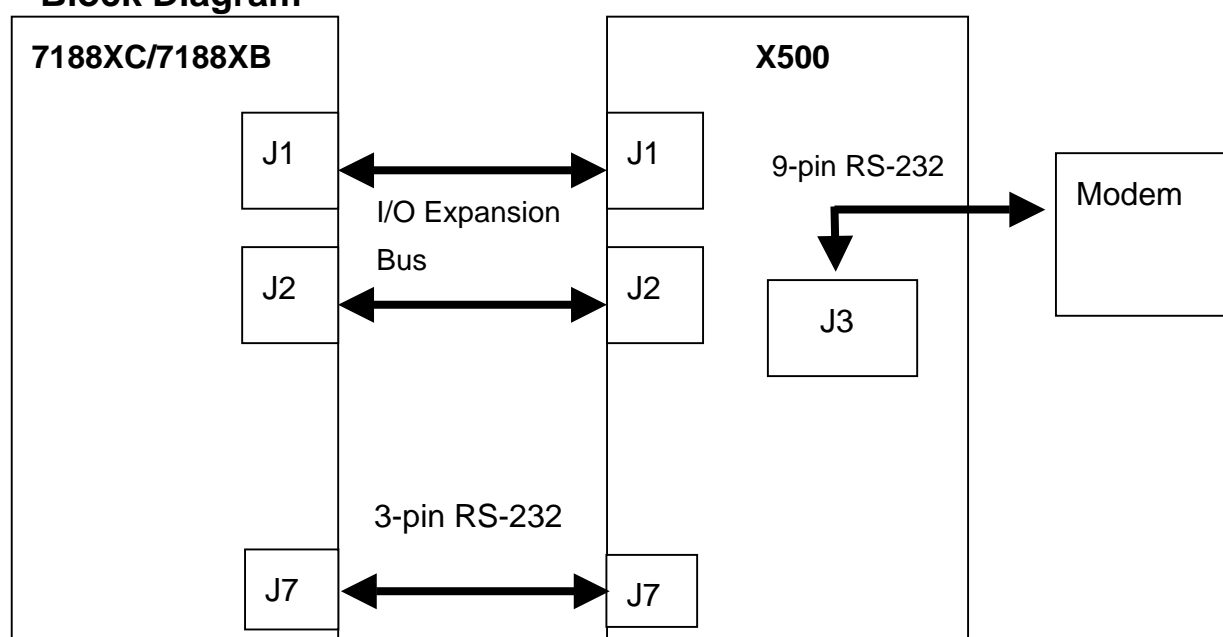 Block Diagram
7188XC/7188XB
X500
J1
J1
9-pin RS-232
Modem
I/O Expansion
Bus
J2
J2
J3
3-pin RS-232
J7
J7